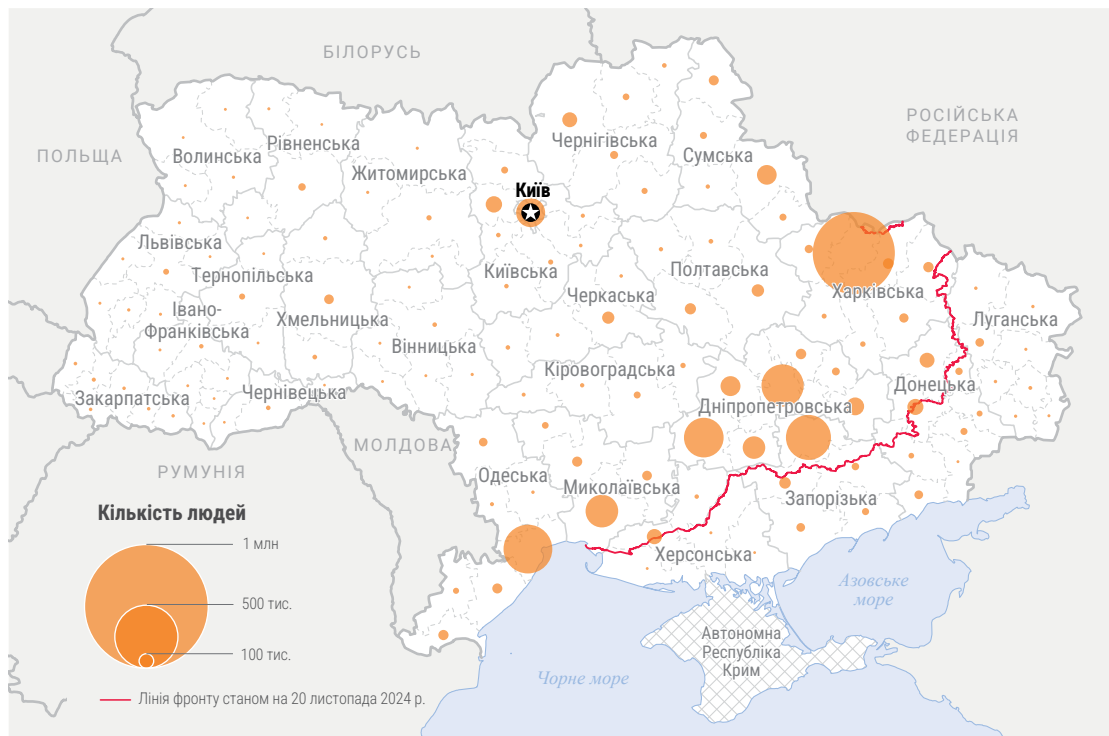 БІЛОРУСЬ
РОСІЙСЬКА
ФЕДЕРАЦІЯ
ПОЛЬЩА
Волинська
Рівненська
Житомирська
Чернігівська
Сумська
Київ
Львівська
Тернопільська
Київська
Полтавська
Харківська
Івано-
Франківська
Хмельницька
Черкаська
Луганська
Вінницька
Кіровоградська
Донецька
Закарпатська
Чернівецька
Дніпропетровська
МОЛДОВА
РУМУНІЯ
Одеська
Миколаївська
Запорізька
Херсонська
Азовське
море
Автономна
Республіка
Крим
Чорне море
Кількість людей
1 млн
500 тис.
100 тис.
Лінія фронту станом на 20 листопада 2024 р.